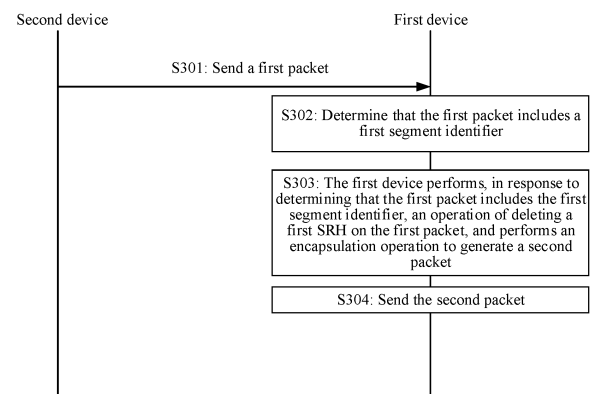 Second device
First device
S301: Send a first packet
S302: Determine that the first packet includes a
first segment identifier
S303: The first device performs, in response to
determining that the first packet includes the first
segment identifier, an operation of deleting a
first SRH on the first packet, and performs an
encapsulation operation to generate a second
packet
S304: Send the second packet